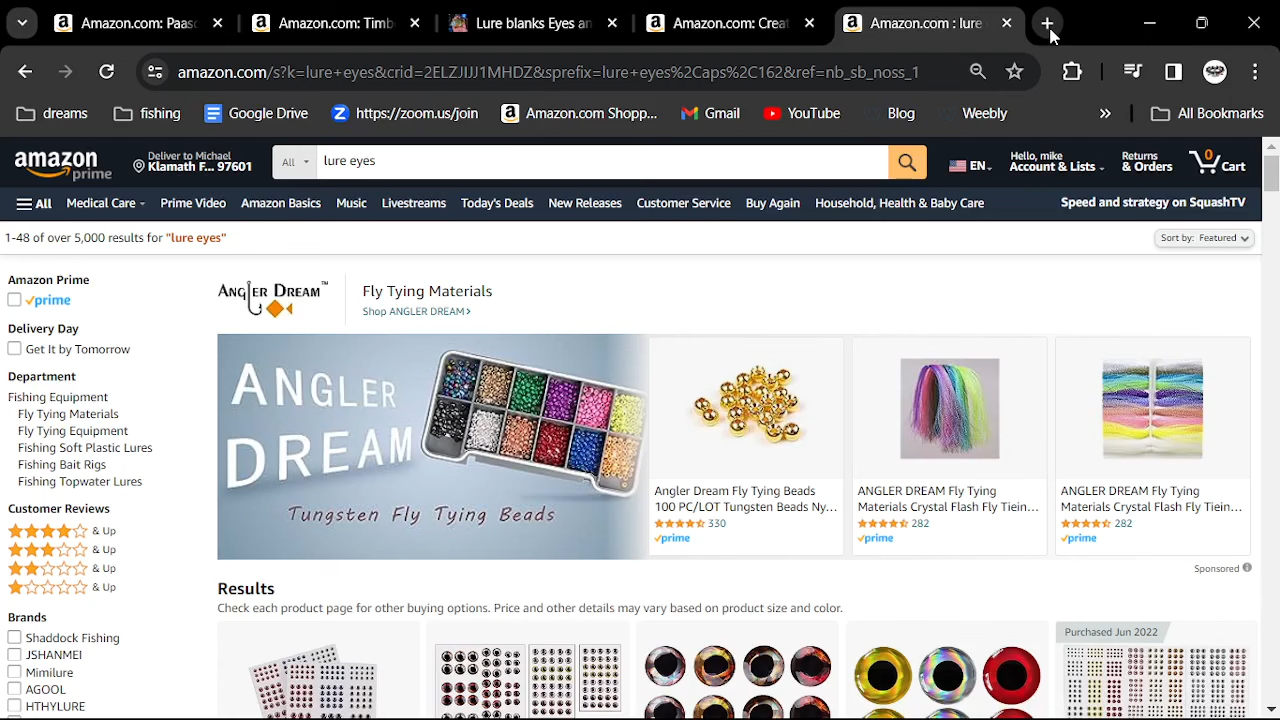 Amazon.com: Paas
Amazon.com: Timb
Lure blanks Eyes an
Amazon.com: Creat
Amazon.com : lure
amazon.com/s?k=lure+eyes&crid=2ELZJIJJ1MHDZ&sprefix=lure+eyes%2Caps%2C162&ref=nb_sb_noss_1
dreams
fishing
Google Drive
https://zoom.us/join
Amazon.com Shopp...
Gmail
YouTube
Blog
Weebly
»
All Bookmarks
amazon
prime
Deliver to Michael
Klamath F... 97601
All
lure eyes
EN
Hello, mike
Account & Lists
Returns
& Orders
0
Cart
All
Medical Care
Prime Video
Amazon Basics
Music
Livestreams
Today's Deals
New Releases
Customer Service
Buy Again
Household, Health & Baby Care
Speed and strategy on SquashTV
1-48 of over 5,000 results for "lure eyes"
Sort by: Featured
Amazon Prime
prime
Delivery Day
Get It by Tomorrow
Department
Fishing Equipment
Fly Tying Materials
Fly Tying Equipment
Fishing Soft Plastic Lures
Fishing Bait Rigs
Fishing Topwater Lures
Customer Reviews
& Up
& Up
& Up
& Up
Brands
Shaddock Fishing
JSHANMEI
Mimilure
AGOOL
HTHYLURE
ANGLER DREAM™
Fly Tying Materials
Shop ANGLER DREAM›
ANGLER
DREAM
Tungsten Fly Tying Beads
Angler Dream Fly Tying Beads
100 PC/LOT Tungsten Beads Ny...
330
prime
ANGLER DREAM Fly Tying
Materials Crystal Flash Fly Tiein...
282
prime
ANGLER DREAM Fly Tying
Materials Crystal Flash Fly Tiein...
282
prime
Sponsored
Results
Check each product page for other buying options. Price and other details may vary based on product size and color.
Purchased Jun 2022